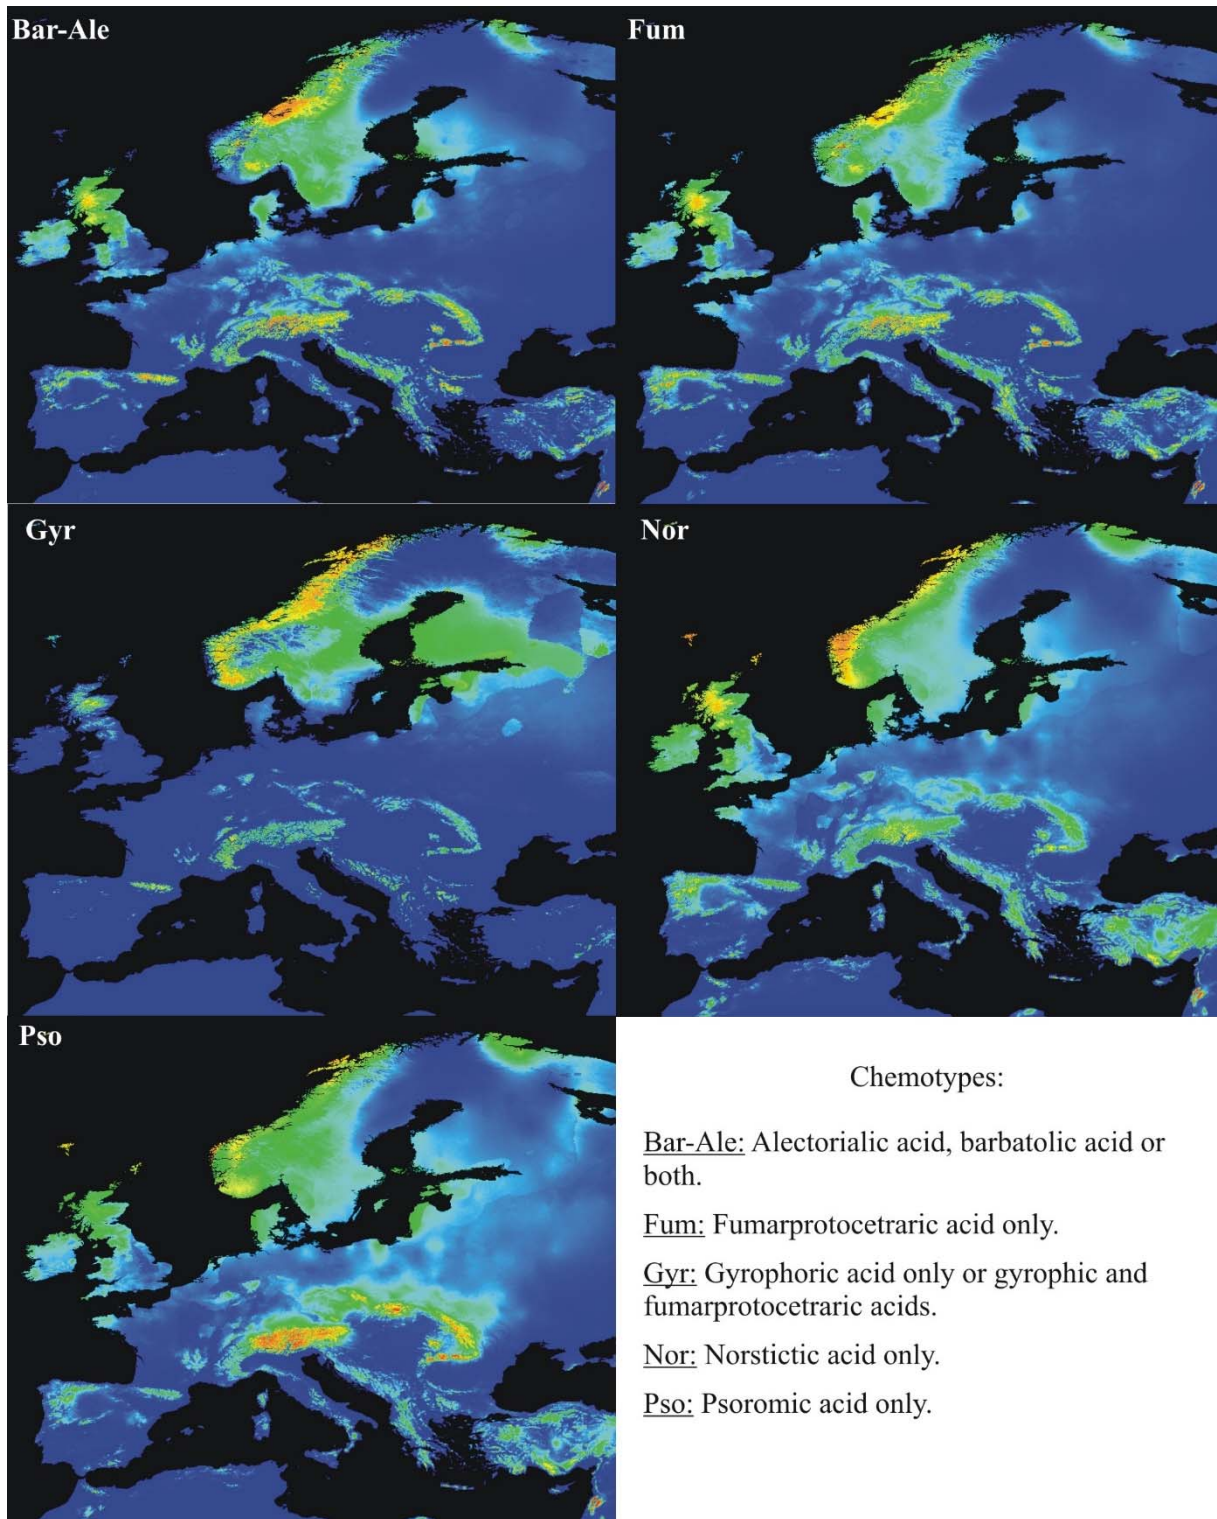 Bar-Ale
Fum
Gyr
Nor
Pso
Chemotypes:
Bar-Ale: Alectorialic acid, barbatolic acid or
both.
Fum: Fumarprotocetraric acid only.
Gyr: Gyrophoric acid only or gyrophic and
fumarprotocetraric acids.
Nor: Norstictic acid only.
Pso: Psoromic acid only.